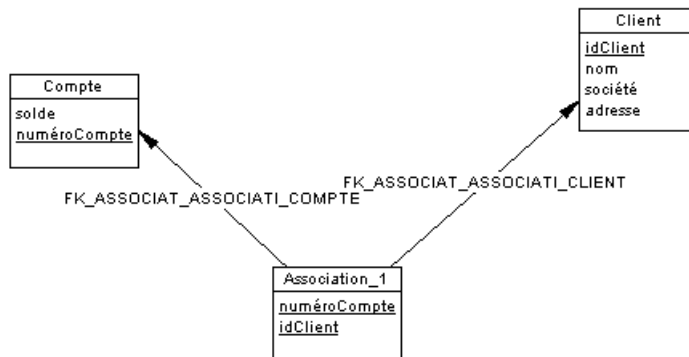 Client
idClient
nom
société
adresse
Compte
solde
numéroCompte
FK_ASSOCIAT_ASSOCIATI_CLIENT
FK_ASSOCIAT_ASSOCIATI_COMPTE
Association_1
numéroCompte
idClient